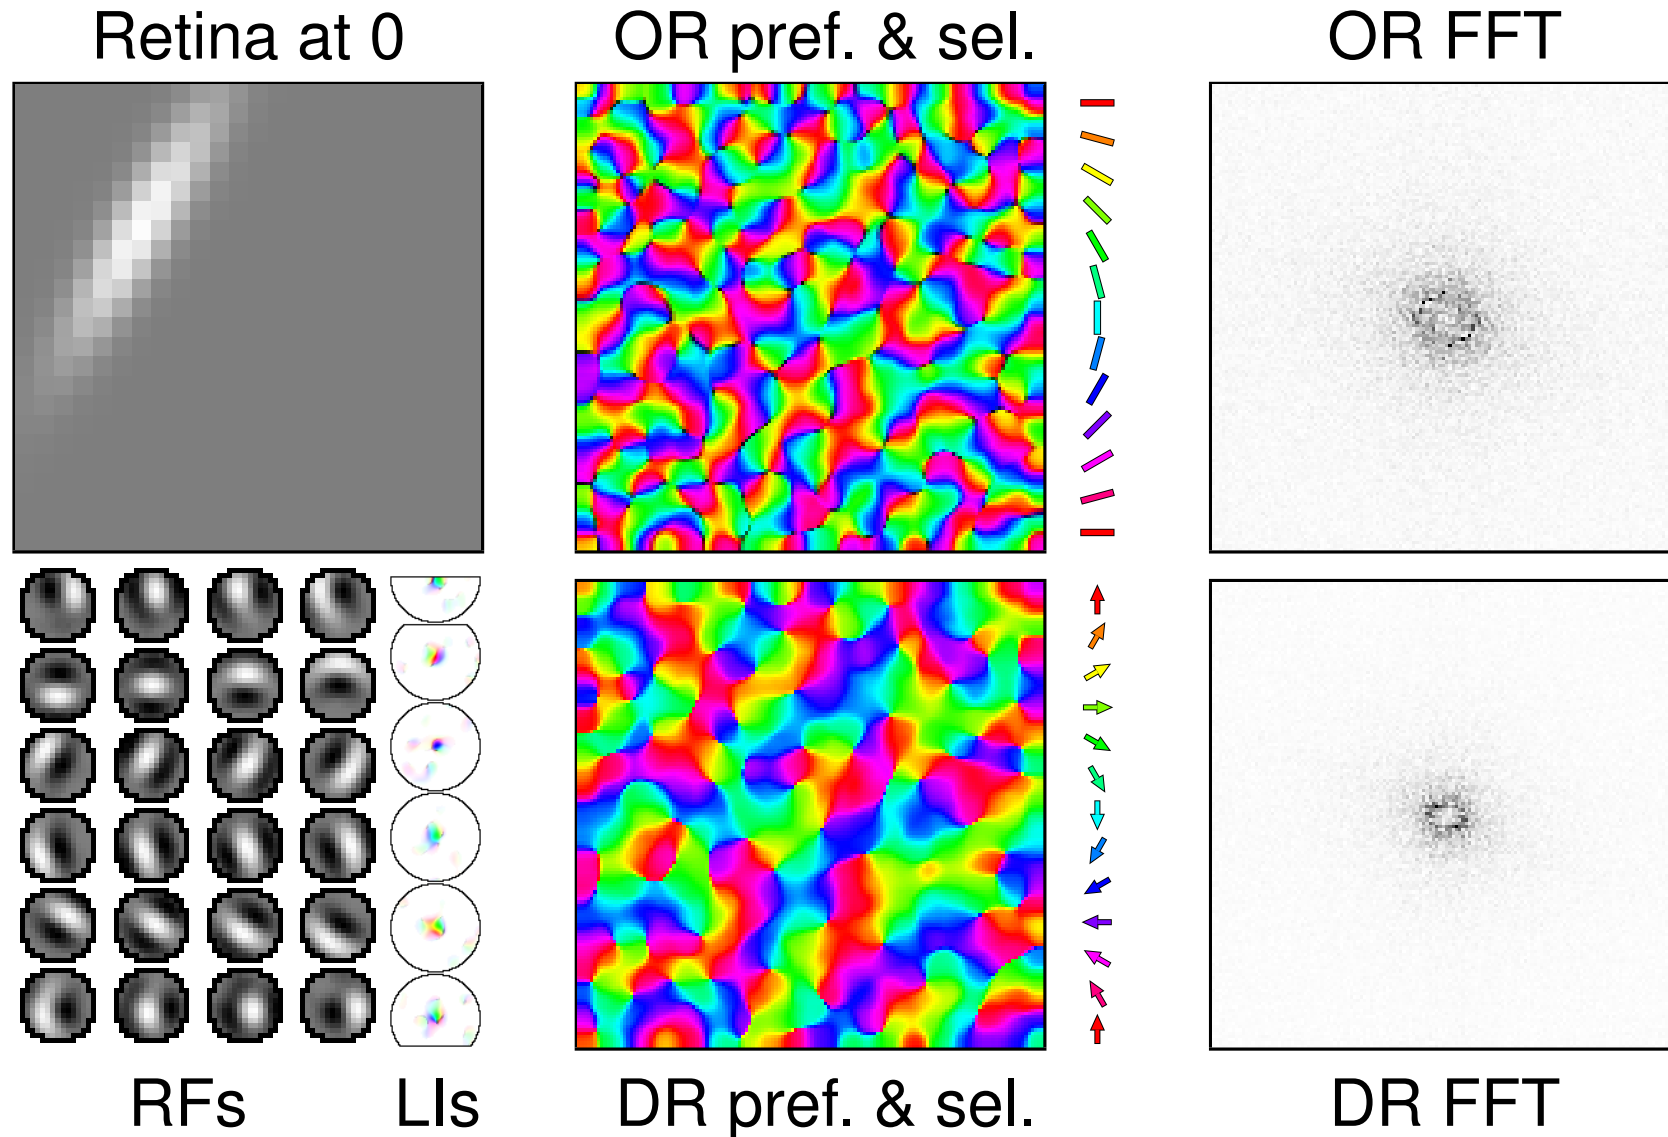 Retina at 0
OR pref. & sel.
OR FFT
RFs
LIs
DR pref. & sel.
DR FFT